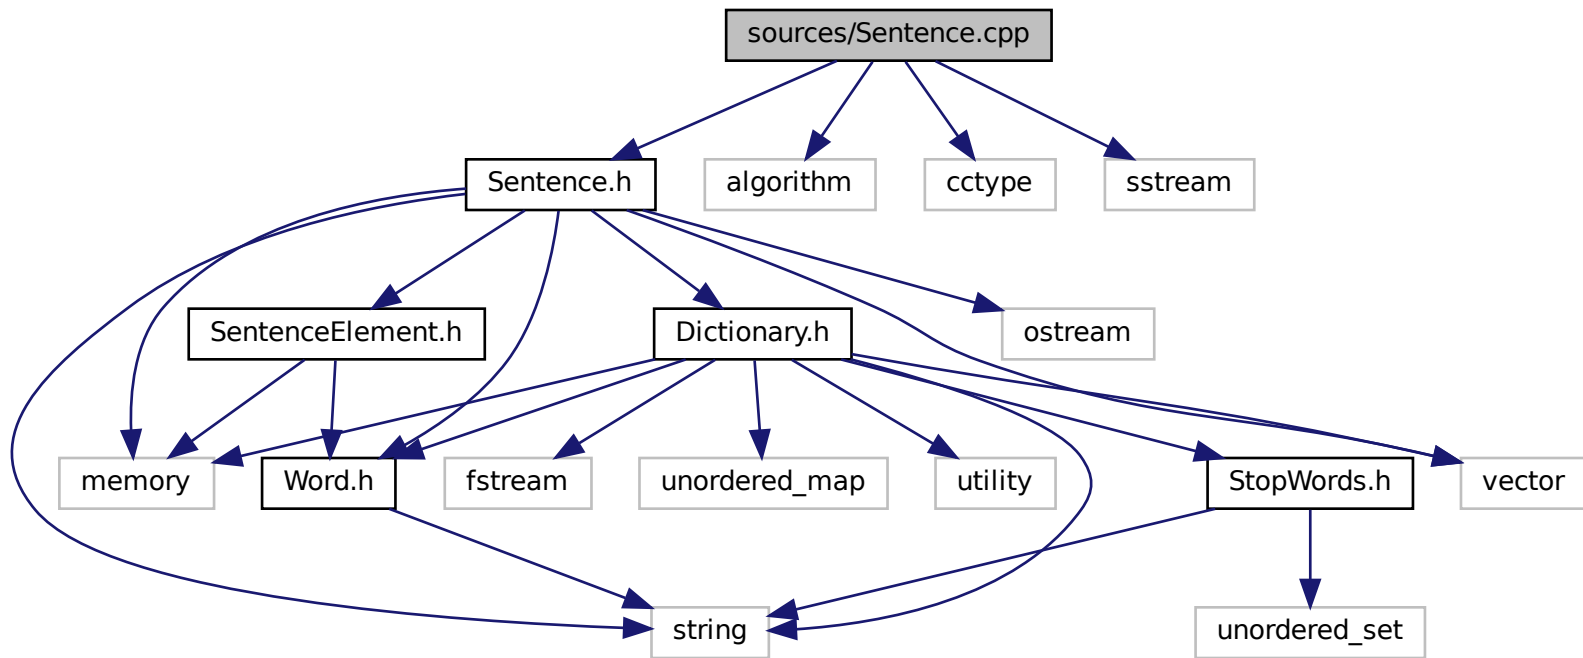 sources/Sentence.cpp
Sentence.h
algorithm
cctype
sstream
SentenceElement.h
Dictionary.h
ostream
memory
Word.h
fstream
unordered_map
utility
StopWords.h
vector
string
unordered_set